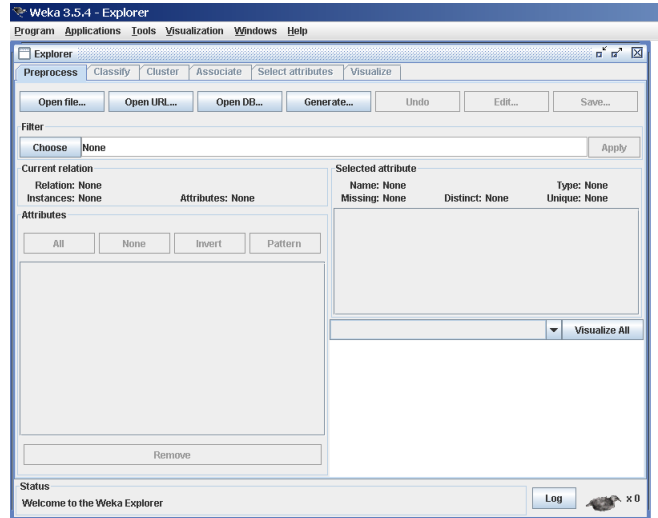 Weka 3.5.4 - Explorer
Program Applications Tools Visualization Windows Help
Explorer
Preprocess Classify Cluster Associate Select attributes Visualize
Open file... Open URL... Open DB... Generate... Undo Edit... Save...
Filter
Choose None Apply
Current relation
Relation: None
Instances: None Attributes: None
Selected attribute
Name: None Type: None
Missing: None Distinct: None Unique: None
Attributes
All None Invert Pattern
Visualize All
Remove
Status
Welcome to the Weka Explorer
Log x 0